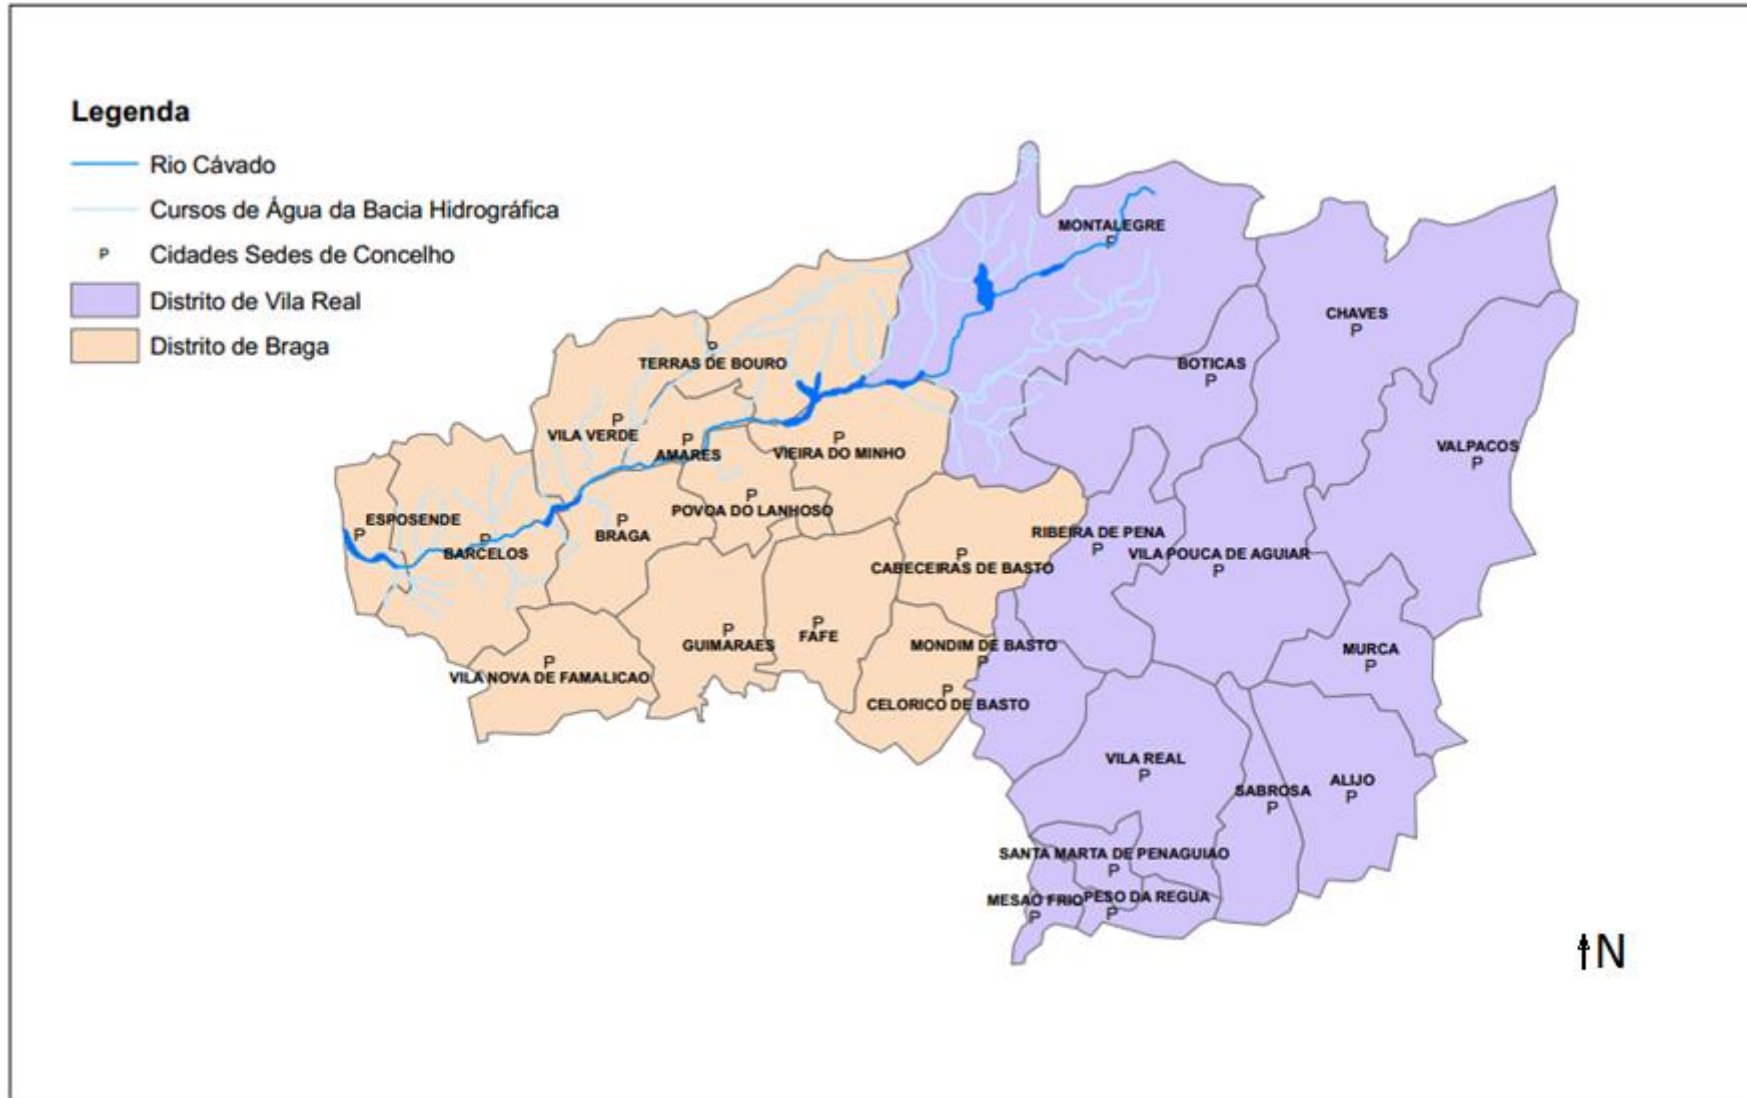 Legenda
Rio Cávado
Cursos de Água da Bacia Hidrográfica
P Cidades Sedes de Concelho
Distrito de Vila Real
Distrito de Braga
MONTALEGRE
P
CHAVES
P
TERRAS DE BOURO
P
BOTICAS
P
VILA VERDE
P
AMARES
P
VIEIRA DO MINHO
P
VALPACOS
P
ESPOSENDE
P
BARCELOS
P
BRAGA
P
POVOA DO LANHOSO
P
RIBEIRA DE PENA
P
VILA POUCA DE AGUIAR
P
CABECEIRAS DE BASTO
P
GUIMARAES
P
FAFE
P
MONDIM DE BASTO
P
MURCA
P
VILA NOVA DE FAMALICAO
P
CELORICO DE BASTO
P
VILA REAL
P
SABROSA
P
ALIJO
P
SANTA MARTA DE PENAGUIAO
P
MESAO FRIO
P
PESO DA REGUA
P
N